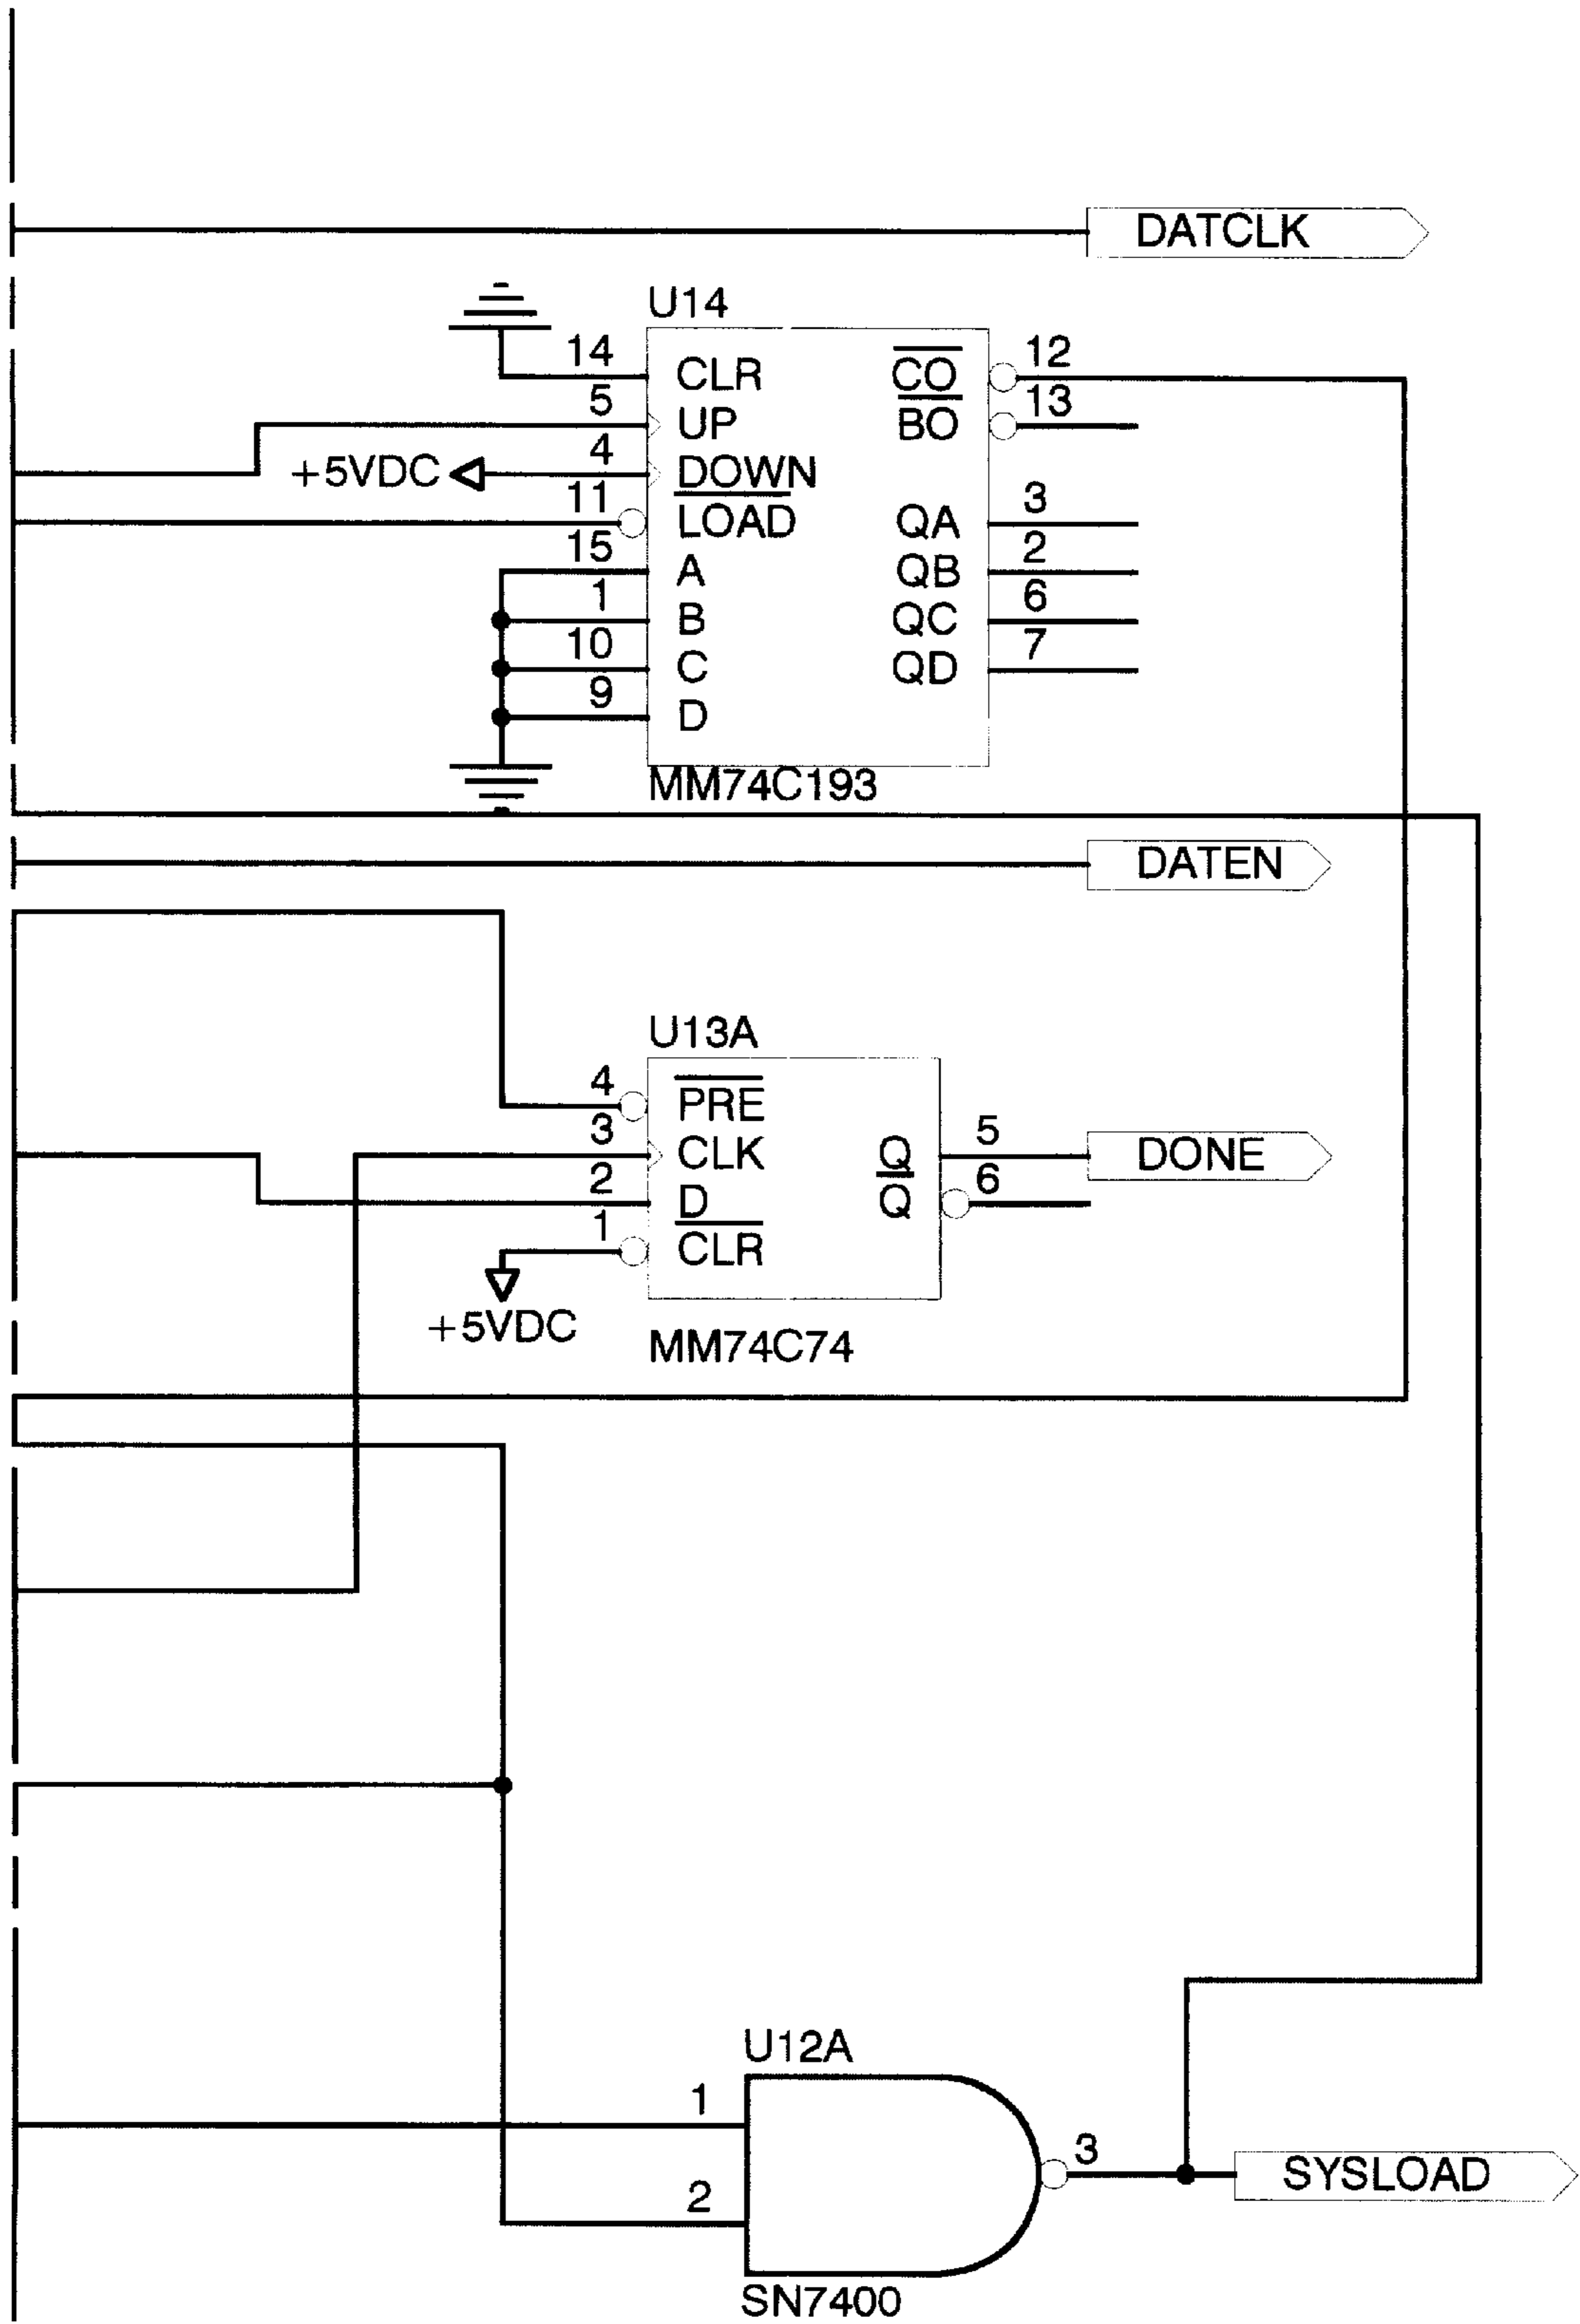 DATCLK
U14
14 CLR CO 12
5 UP BO 13
+5VDC 4 DOWN
11 LOAD QA 3
15 A QB 2
1 B QC 6
10 C QD 7
9 D
MM74C193
DATEN
U13A
4 PRE
3 CLK Q 5 DONE
2 D Q 6
1 CLR
+5VDC
MM74C74
U12A
1
3 SYSLOAD
2
SN7400